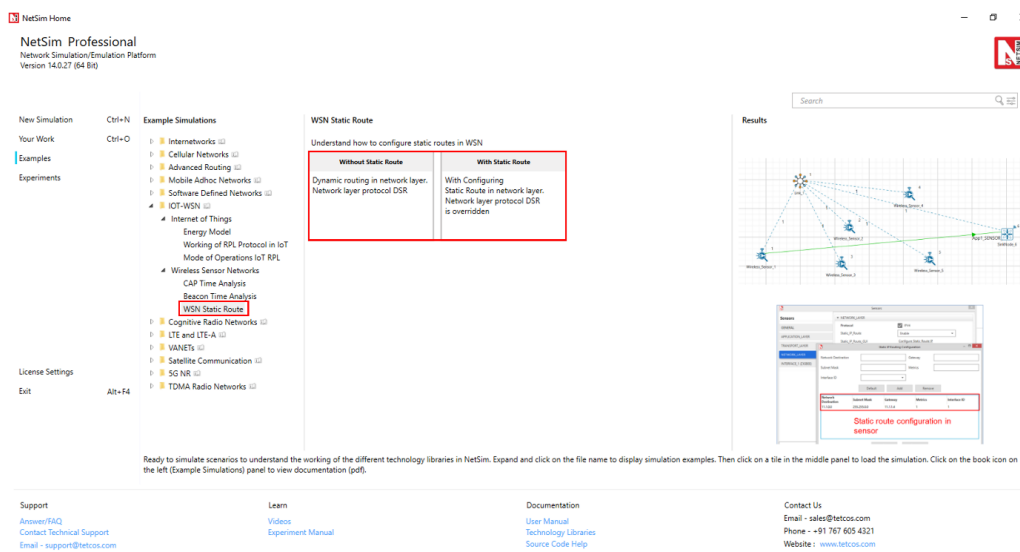 NetSim Home
NetSim Professional
Network Simulation/Emulation Platform
Version 14.0.27 (64 Bit)
NETSIM
Search
New Simulation Ctrl+N
Your Work Ctrl+O
Examples
Experiments
License Settings
Exit Alt+F4
Example Simulations
Internetworks
Cellular Networks
Advanced Routing
Mobile Adhoc Networks
Software Defined Networks
IOT-WSN
Internet of Things
Energy Model
Working of RPL Protocol in IoT
Mode of Operations IoT RPL
Wireless Sensor Networks
CAP Time Analysis
Beacon Time Analysis
WSN Static Route
Cognitive Radio Networks
LTE and LTE-A
VANETs
Satellite Communication
5G NR
TDMA Radio Networks
WSN Static Route
Understand how to configure static routes in WSN
Without Static Route
Dynamic routing in network layer.
Network layer protocol DSR
With Static Route
With Configuring
Static Route in network layer.
Network layer protocol DSR
is overridden
Results
Wireless_Sensor_4
Wireless_Sensor_2
App1_SENSOR
Wireless_Sensor_1
Wireless_Sensor_3
Wireless_Sensor_5
Sensors
NETWORK_LAYER
Static route configuration in
sensor
Ready to simulate scenarios to understand the working of the different technology libraries in NetSim. Expand and click on the file name to display simulation examples. Then click on a tile in the middle panel to load the simulation. Click on the book icon on
the left (Example Simulations) panel to view documentation (pdf).
Support
Answer/FAQ
Contact Technical Support
Email - support@tetcos.com
Learn
Videos
Experiment Manual
Documentation
User Manual
Technology Libraries
Source Code Help
Contact Us
Email - sales@tetcos.com
Phone - +91 767 605 4321
Website : www.tetcos.com